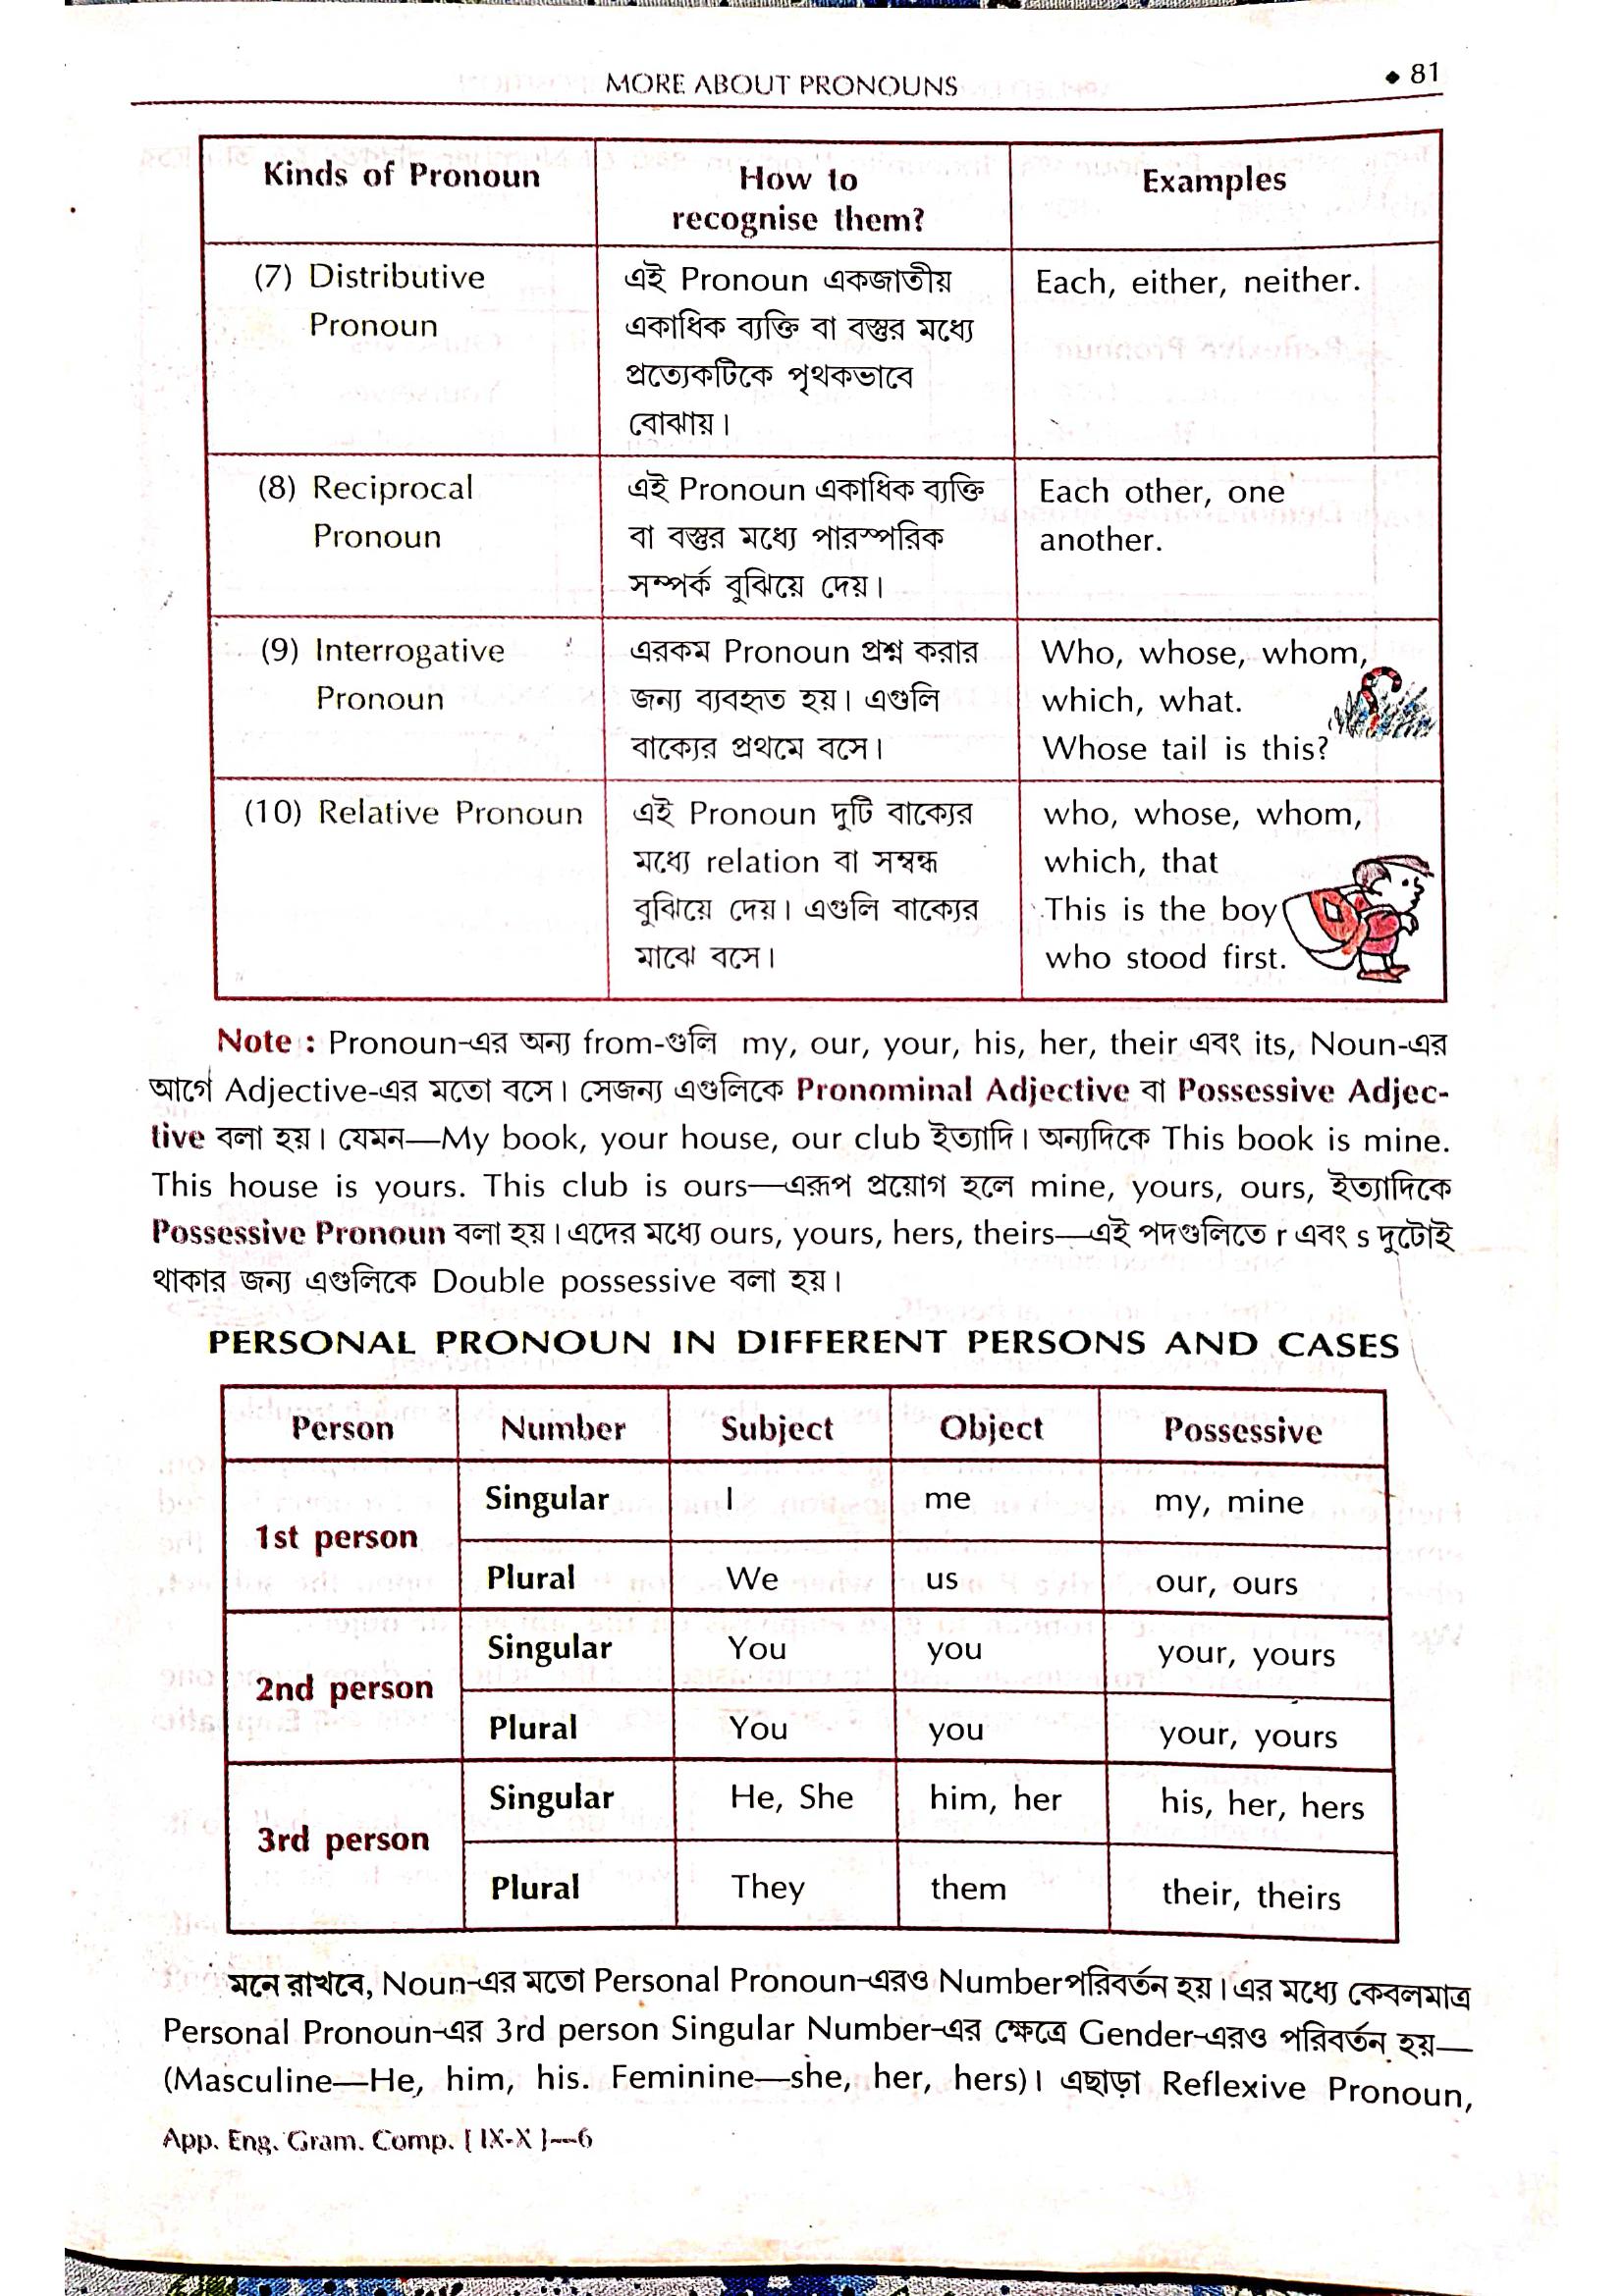 MORE ABOUT PRONOUNS
◆ 81
Kinds of Pronoun
How to
recognise them?
Examples
(7) Distributive
Pronoun
এই Pronoun একজাতীয়
একাধিক ব্যক্তি বা বস্তুর মধ্যে
প্রত্যেকটিকে পৃথকভাবে
বোঝায়।
Each, either, neither.
(8) Reciprocal
Pronoun
এই Pronoun একাধিক ব্যক্তি
বা বস্তুর মধ্যে পারস্পরিক
সম্পর্ক বুঝিয়ে দেয়।
Each other, one
another.
(9) Interrogative
Pronoun
এরকম Pronoun প্রশ্ন করার
জন্য ব্যবহৃত হয়। এগুলি
বাক্যের প্রথমে বসে।
Who, whose, whom,
which, what.
Whose tail is this?
(10) Relative Pronoun
এই Pronoun দুটি বাক্যের
মধ্যে relation বা সম্বন্ধ
বুঝিয়ে দেয়। এগুলি বাক্যের
মাঝে বসে।
who, whose, whom,
which, that
This is the boy
who stood first.
Note : Pronoun-এর অন্য from-গুলি my, our, your, his, her, their এবং its, Noun-এর
আগে Adjective-এর মতো বসে। সেজন্য এগুলিকে Pronominal Adjective বা Possessive Adjec-
tive বলা হয়। যেমন—My book, your house, our club ইত্যাদি। অন্যদিকে This book is mine.
This house is yours. This club is ours—এরূপ প্রয়োগ হলে mine, yours, ours, ইত্যাদিকে
Possessive Pronoun বলা হয়। এদের মধ্যে ours, yours, hers, theirs—এই পদগুলিতে r এবং s দুটোই
থাকার জন্য এগুলিকে Double possessive বলা হয়।
PERSONAL PRONOUN IN DIFFERENT PERSONS AND CASES
Person Number Subject Object Possessive
1st person
Singular I me my, mine
Plural We us our, ours
2nd person
Singular You you your, yours
Plural You you your, yours
3rd person
Singular He, She him, her his, her, hers
Plural They them their, theirs
মনে রাখবে, Noun-এর মতো Personal Pronoun-এরও Number পরিবর্তন হয়। এর মধ্যে কেবলমাত্র
Personal Pronoun-এর 3rd person Singular Number-এর ক্ষেত্রে Gender-এরও পরিবর্তন হয়—
(Masculine—He, him, his. Feminine—she, her, hers)। এছাড়া Reflexive Pronoun,
App. Eng. Gram. Comp. [ IX-X ]—6